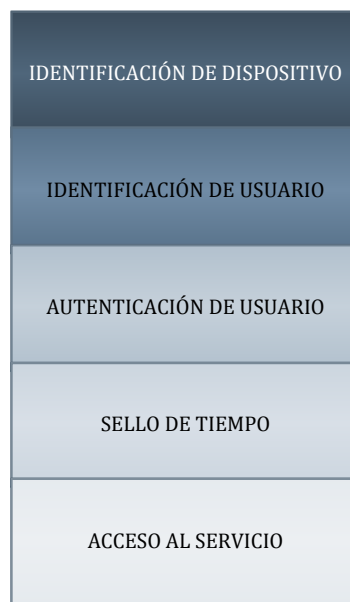 IDENTIFICACIÓN DE DISPOSITIVO
IDENTIFICACIÓN DE USUARIO
AUTENTICACIÓN DE USUARIO
SELLO DE TIEMPO
ACCESO AL SERVICIO